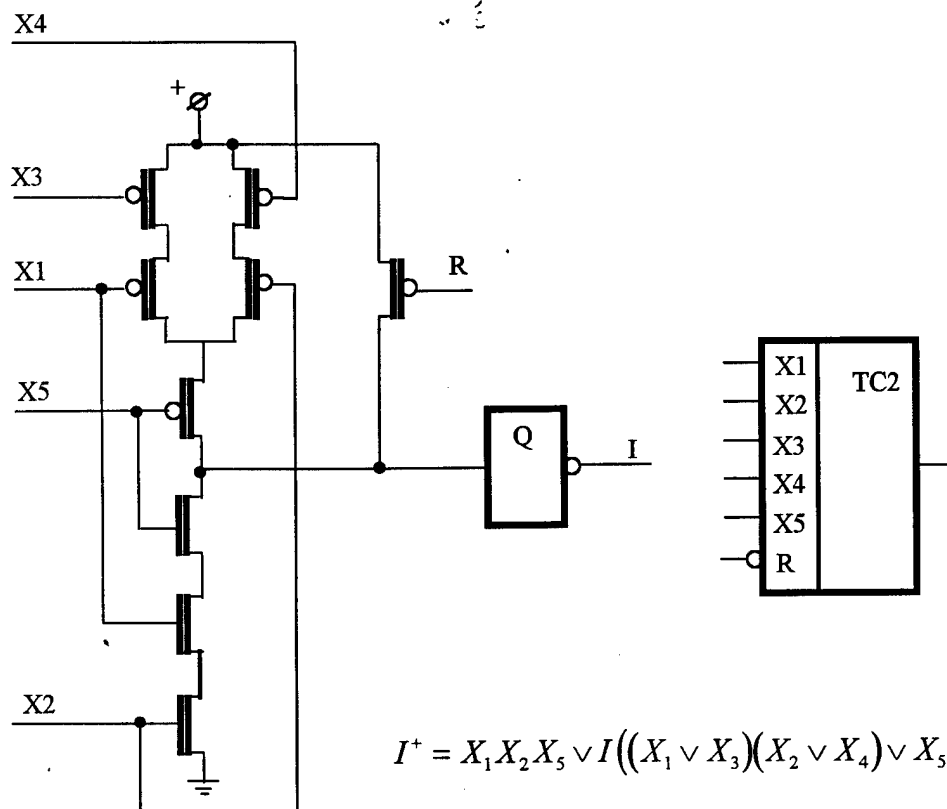 X4
+
X3
X1
R
X5
Q
I
X1
X2
X3
X4
X5
R
TC2
X2
I⁺ = X₁X₂X₅ ∨ I((X₁ ∨ X₃)(X₂ ∨ X₄) ∨ X₅